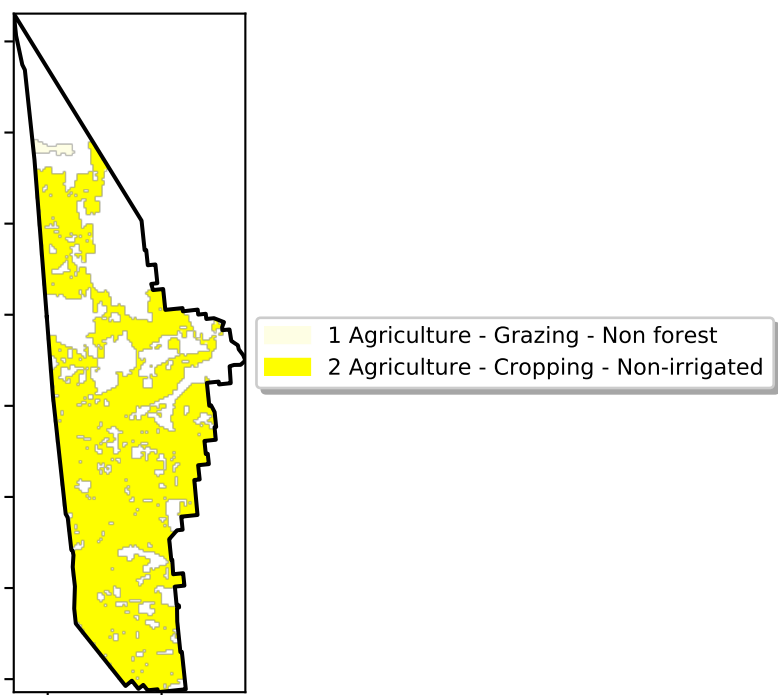 1 Agriculture - Grazing - Non forest
2 Agriculture - Cropping - Non-irrigated